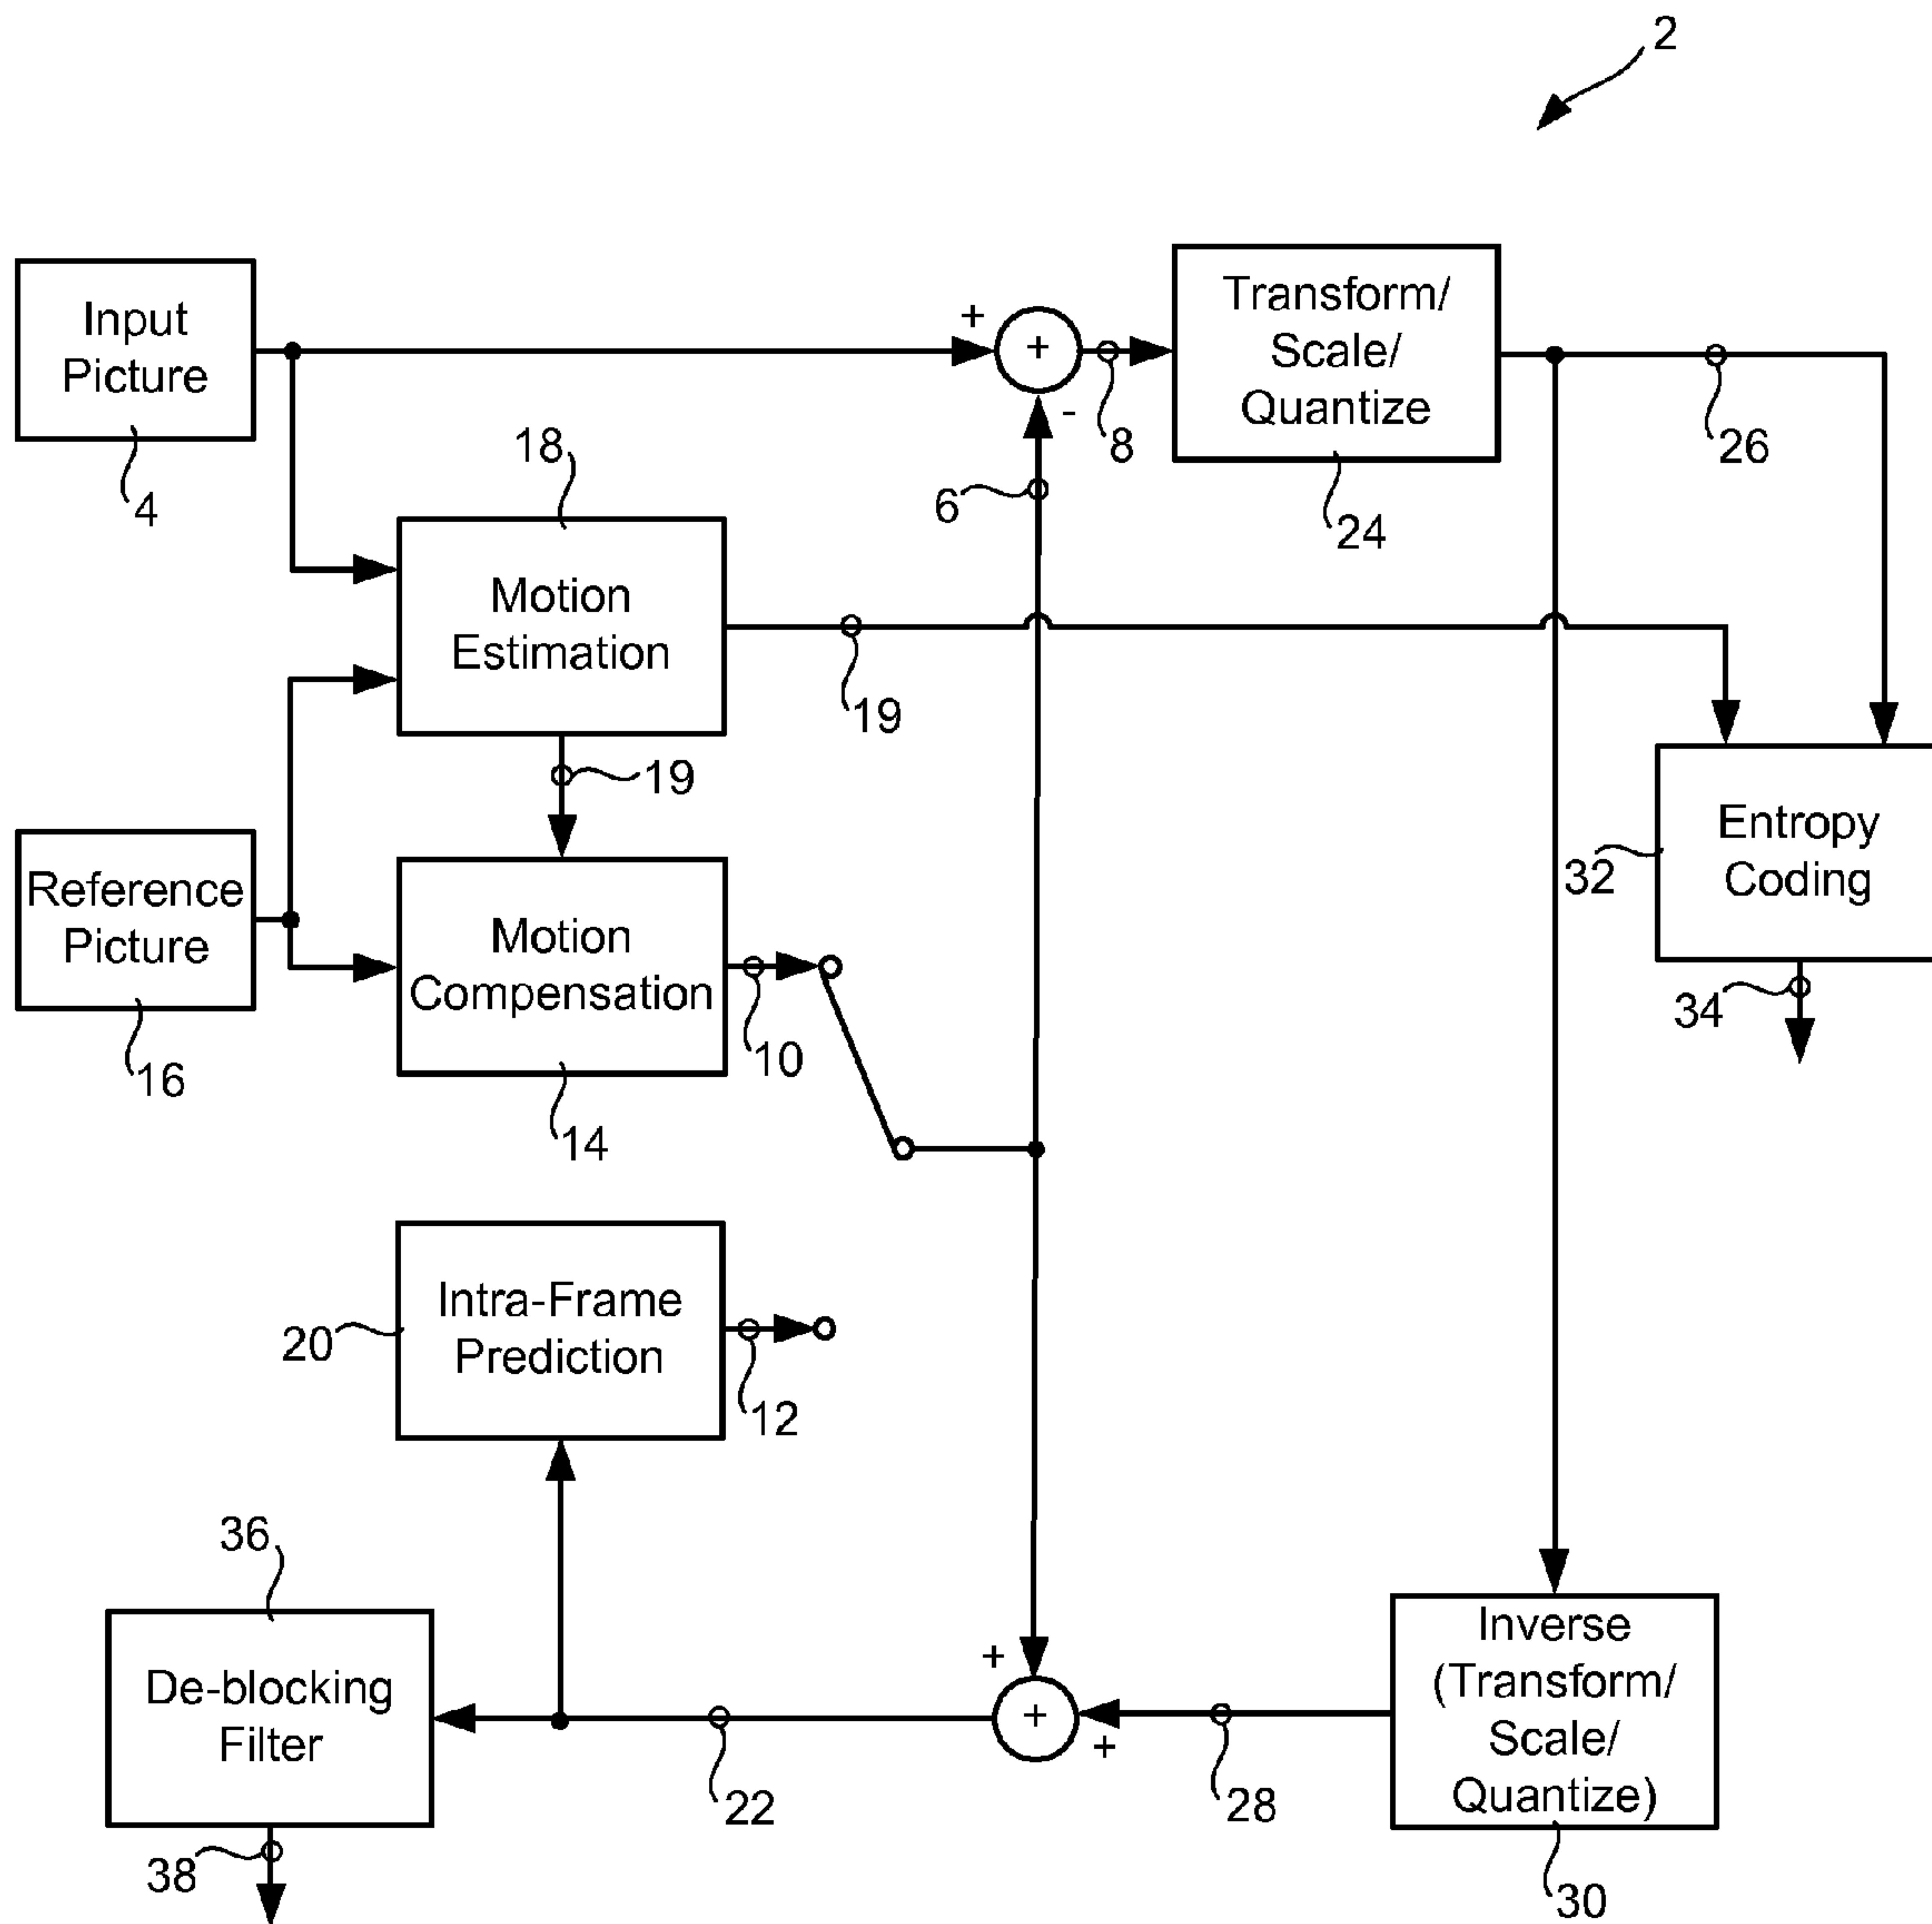 2
Input
Picture
4
+
+
-
8
6
Transform/
Scale/
Quantize
24
26
18
Motion
Estimation
19
19
Reference
Picture
16
Motion
Compensation
14
10
Entropy
Coding
32
34
Intra-Frame
Prediction
20
12
36
De-blocking
Filter
38
22
+
+
+
28
Inverse
(Transform/
Scale/
Quantize)
30